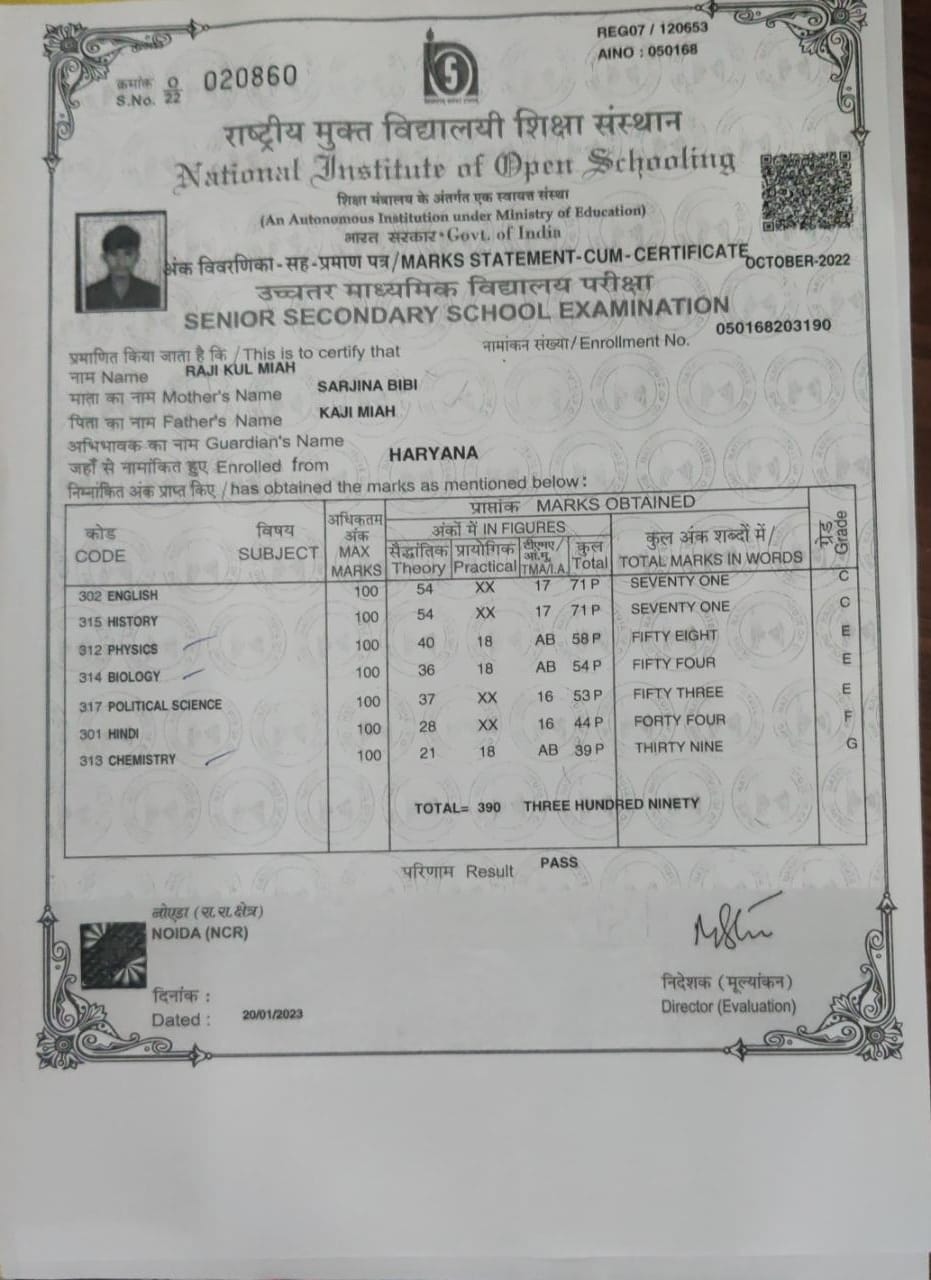 REG07 / 120653
AINO : 050168
क्रमांक O
S.No. 22 020860
राष्ट्रीय मुक्त विद्यालयी शिक्षा संस्थान
National Institute of Open Schooling
शिक्षा मंत्रालय के अंतर्गत एक स्वायत्त संस्था
(An Autonomous Institution under Ministry of Education)
भारत सरकार • Govt. of India
अंक विवरणिका - सह - प्रमाण पत्र / MARKS STATEMENT-CUM-CERTIFICATE
OCTOBER-2022
उच्चतर माध्यमिक विद्यालय परीक्षा
SENIOR SECONDARY SCHOOL EXAMINATION
प्रमाणित किया जाता है कि / This is to certify that नामांकन संख्या / Enrollment No. 050168203190
नाम Name RAJI KUL MIAH
माता का नाम Mother's Name SARJINA BIBI
पिता का नाम Father's Name KAJI MIAH
अभिभावक का नाम Guardian's Name
जहाँ से नामांकित हुए Enrolled from HARYANA
निम्नांकित अंक प्राप्त किए / has obtained the marks as mentioned below :
कोड CODE विषय SUBJECT अधिकतम अंक MAX MARKS प्राप्तांक MARKS OBTAINED ग्रेड Grade
अंकों में IN FIGURES कुल अंक शब्दों में / TOTAL MARKS IN WORDS
सैद्धांतिक Theory प्रायोगिक Practical टीएमए/आं.मू. TMA/I.A. कुल Total
302 ENGLISH 100 54 XX 17 71 P SEVENTY ONE C
315 HISTORY 100 54 XX 17 71 P SEVENTY ONE C
312 PHYSICS 100 40 18 AB 58 P FIFTY EIGHT E
314 BIOLOGY 100 36 18 AB 54 P FIFTY FOUR E
317 POLITICAL SCIENCE 100 37 XX 16 53 P FIFTY THREE E
301 HINDI 100 28 XX 16 44 P FORTY FOUR F
313 CHEMISTRY 100 21 18 AB 39 P THIRTY NINE G
TOTAL= 390 THREE HUNDRED NINETY
परिणाम Result PASS
नोएडा (रा.रा.क्षेत्र)
NOIDA (NCR)
दिनांक :
Dated : 20/01/2023
निदेशक (मूल्यांकन)
Director (Evaluation)